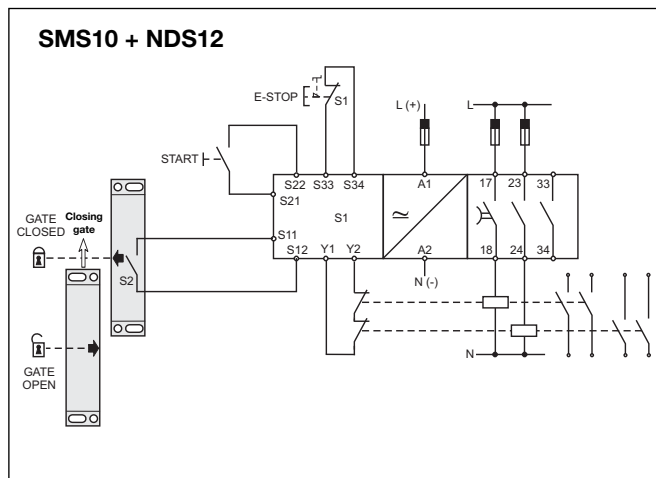 SMS10 + NDS12
E-STOP
S1
L (+)
L
START
S22 S33 S34
A1
17 23 33
S21
S1
GATE
CLOSED
Closing
gate
S11
S12 Y1 Y2
A2
18 24 34
S2
N (-)
GATE
OPEN
N